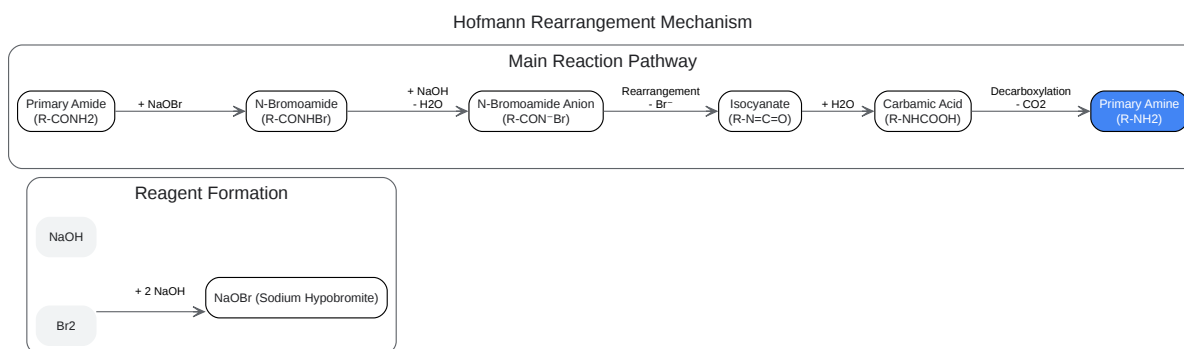 Hofmann Rearrangement Mechanism
Main Reaction Pathway
Primary Amide
(R-CONH2)
+ NaOBr
N-Bromoamide
(R-CONHBr)
+ NaOH
- H2O
N-Bromoamide Anion
(R-CON⁻Br)
Rearrangement
- Br⁻
Isocyanate
(R-N=C=O)
+ H2O
Carbamic Acid
(R-NHCOOH)
Decarboxylation
- CO2
Primary Amine
(R-NH2)
Reagent Formation
NaOH
Br2
+ 2 NaOH
NaOBr (Sodium Hypobromite)